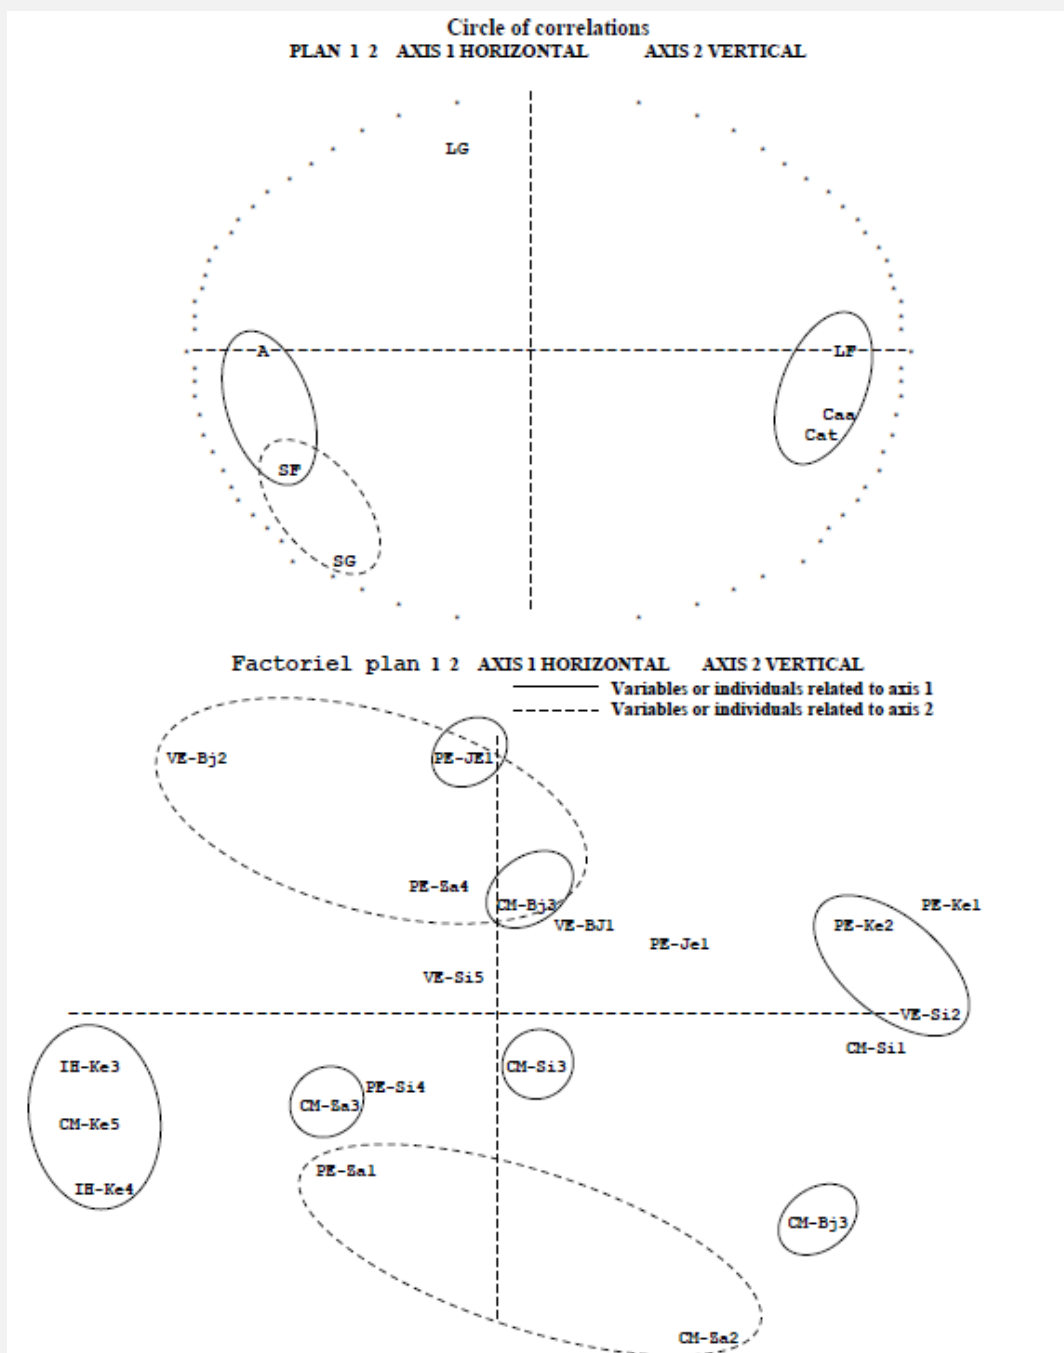 Circle of correlations
PLAN 1 2 AXIS 1 HORIZONTAL AXIS 2 VERTICAL
LG
A LF
Caa
Cat
SF
SG
Factoriel plan 1 2 AXIS 1 HORIZONTAL AXIS 2 VERTICAL
Variables or individuals related to axis 1
Variables or individuals related to axis 2
VE-Bj2 PE-JE1
PE-Za4
CM-Bj3 PE-Ke1
VE-BJ1 PE-Ke2
PE-Je1
VE-Si5
VE-Si2
CM-Si1
IH-Ke3 CM-Si3
PE-Si4
CM-Za3
CM-Ke5
PE-Za1
IH-Ke4
CM-Bj3
CM-Za2